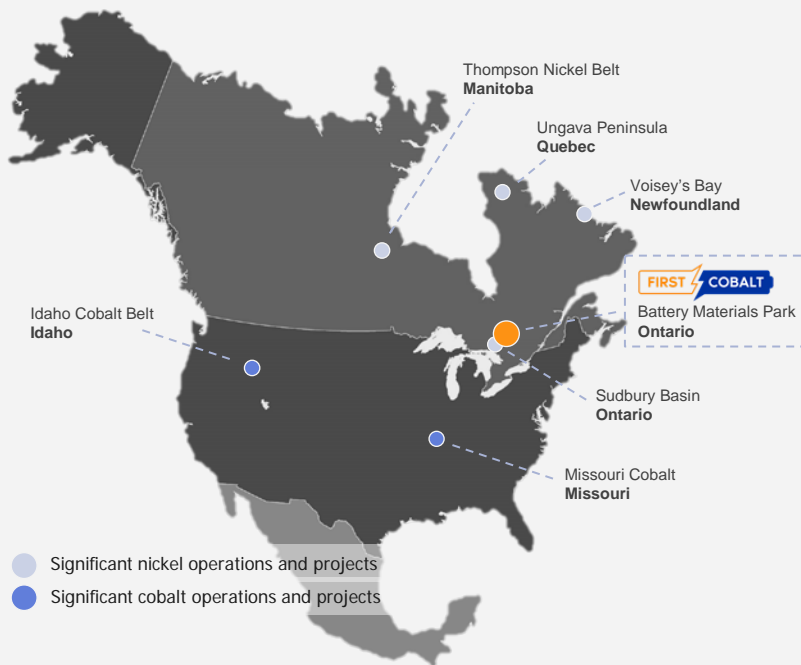 Thompson Nickel Belt
Manitoba
Ungava Peninsula
Quebec
Voisey's Bay
Newfoundland
FIRST COBALT
Battery Materials Park
Ontario
Idaho Cobalt Belt
Idaho
Sudbury Basin
Ontario
Missouri Cobalt
Missouri
Significant nickel operations and projects
Significant cobalt operations and projects